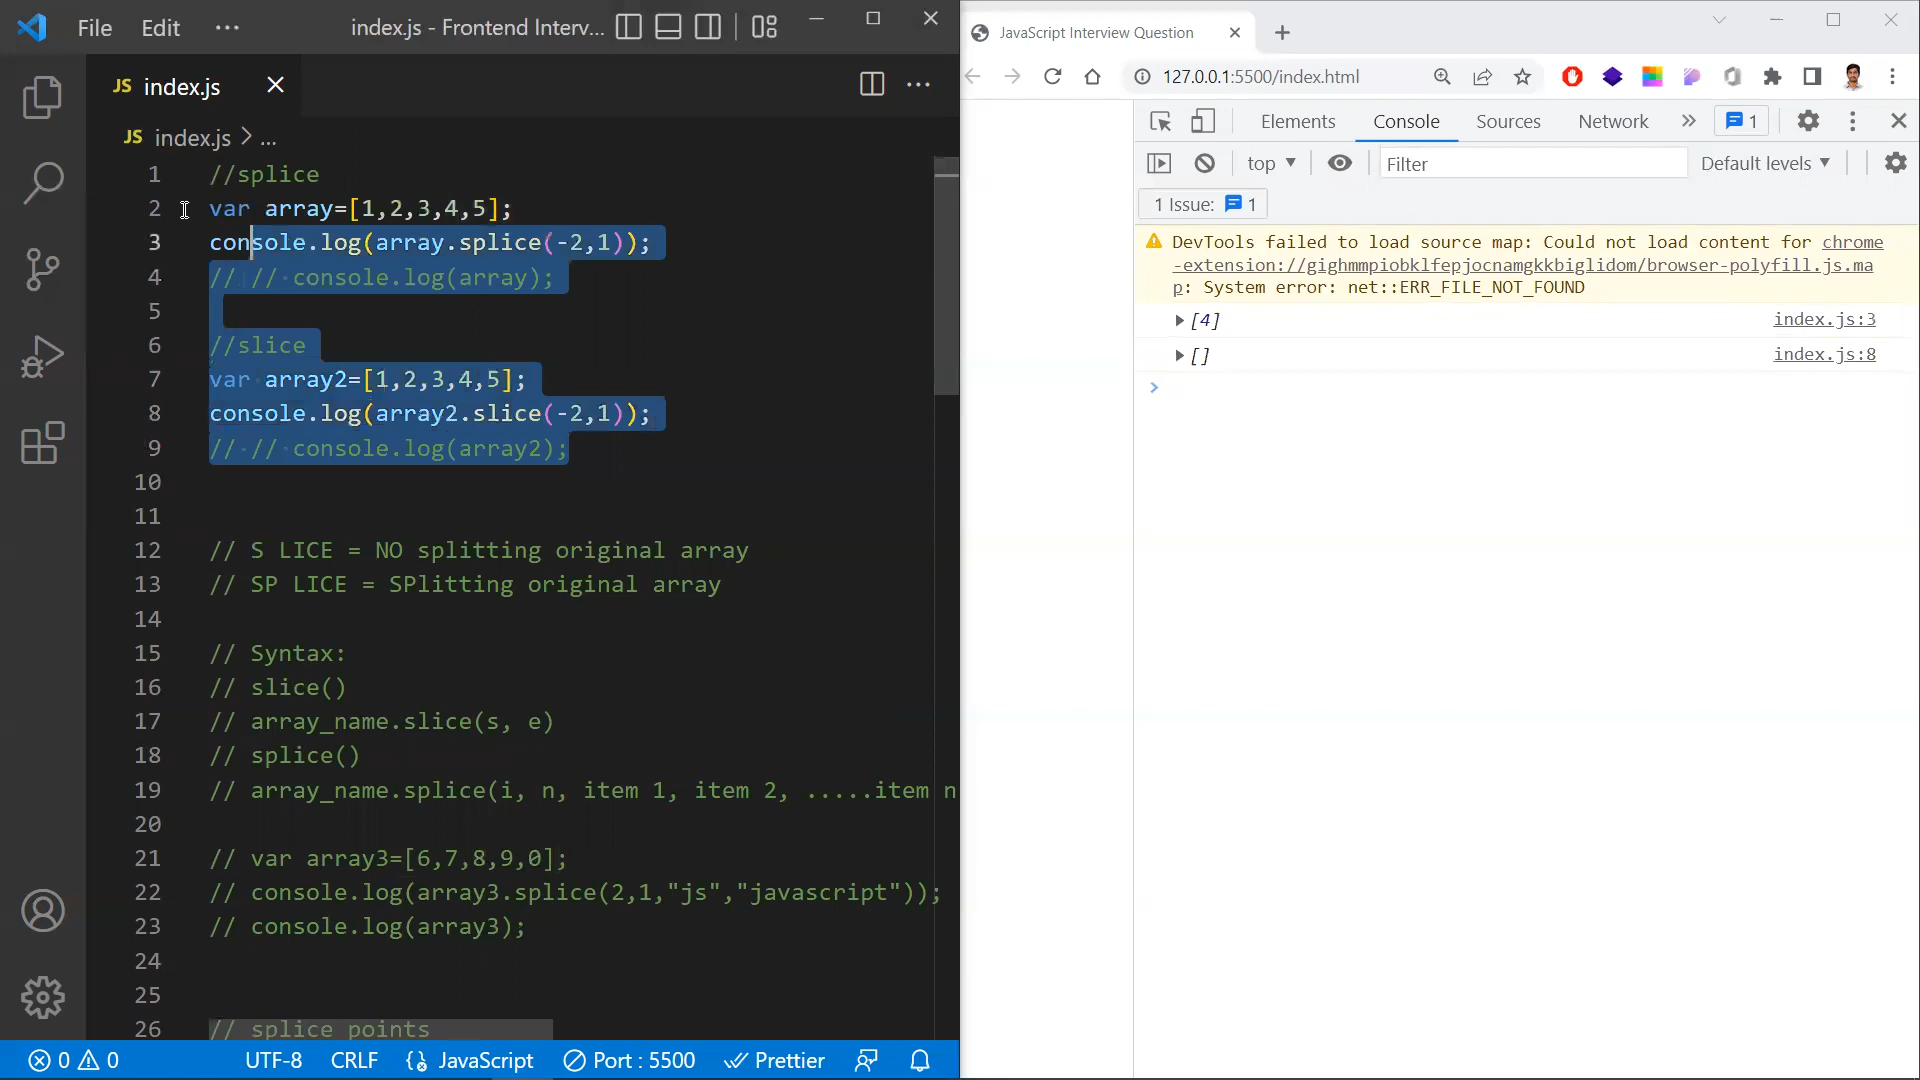 File Edit ··· index.js - Frontend Interv...
JS index.js
JS index.js > ...
1 //splice
2 var array=[1,2,3,4,5];
3 console.log(array.splice(-2,1));
4 // // console.log(array);
5
6 //slice
7 var array2=[1,2,3,4,5];
8 console.log(array2.slice(-2,1));
9 // // console.log(array2);
10
11
12 // S LICE = NO splitting original array
13 // SP LICE = SPlitting original array
14
15 // Syntax:
16 // slice()
17 // array_name.slice(s, e)
18 // splice()
19 // array_name.splice(i, n, item 1, item 2, .....item n
20
21 // var array3=[6,7,8,9,0];
22 // console.log(array3.splice(2,1,"js","javascript"));
23 // console.log(array3);
24
25
26 // splice points
0 0 UTF-8 CRLF {} JavaScript Port : 5500 Prettier
JavaScript Interview Question
127.0.0.1:5500/index.html
Elements Console Sources Network » 1
top Filter Default levels
1 Issue: 1
DevTools failed to load source map: Could not load content for chrome
-extension://gighmmpiobklfepjocnamgkkbiglidom/browser-polyfill.js.ma
p: System error: net::ERR_FILE_NOT_FOUND
[4] index.js:3
[] index.js:8